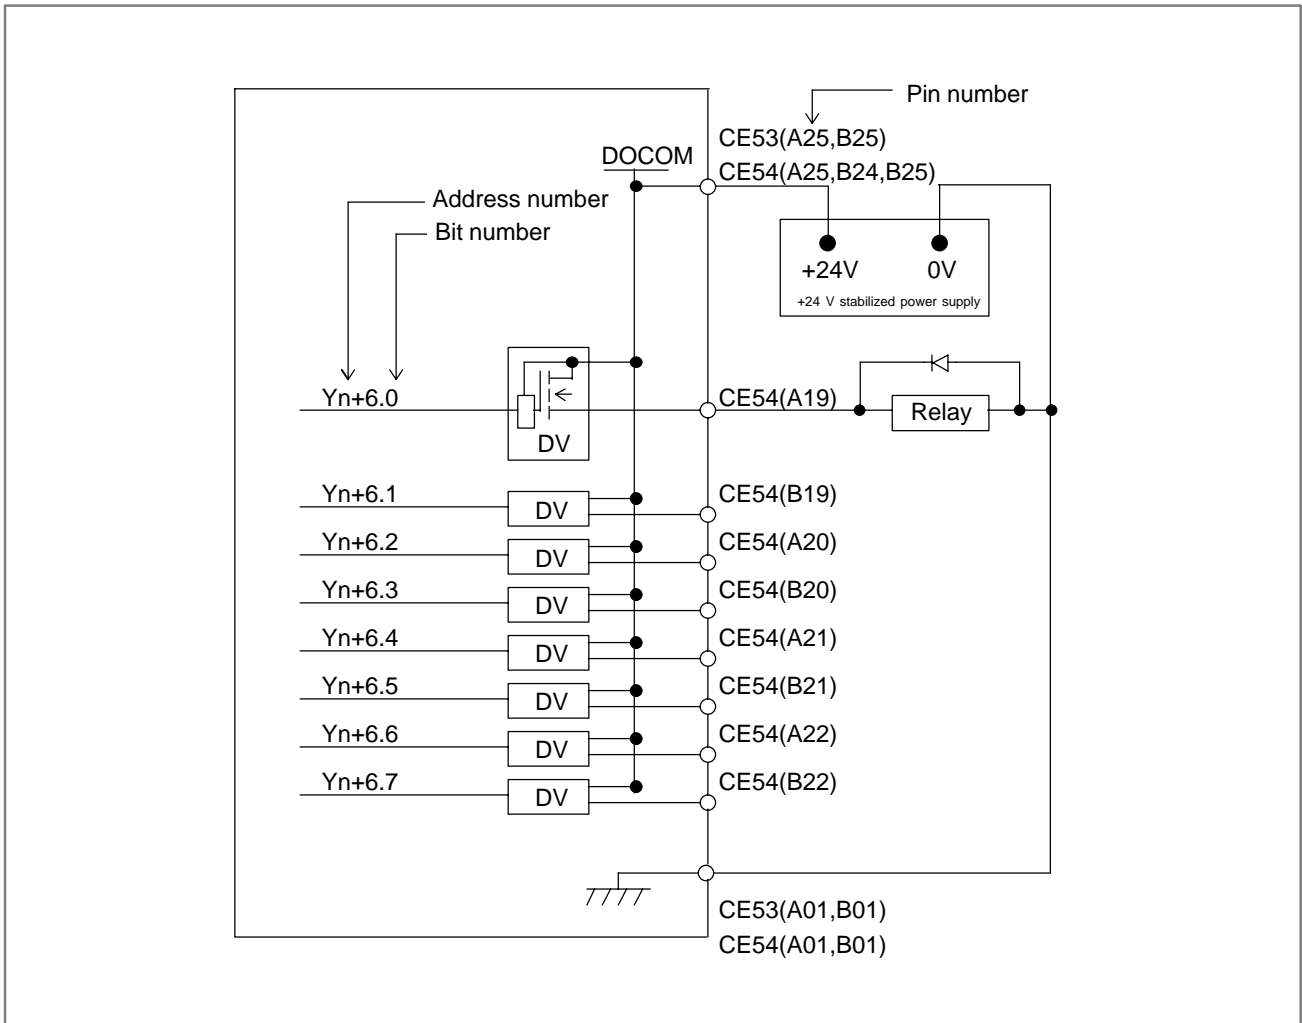 Pin number
CE53(A25,B25)
DOCOM
CE54(A25,B24,B25)
Address number
Bit number
+24V 0V
+24 V stabilized power supply
Yn+6.0
CE54(A19)
Relay
DV
Yn+6.1
DV
CE54(B19)
Yn+6.2
DV
CE54(A20)
Yn+6.3
DV
CE54(B20)
Yn+6.4
DV
CE54(A21)
Yn+6.5
DV
CE54(B21)
Yn+6.6
DV
CE54(A22)
Yn+6.7
DV
CE54(B22)
CE53(A01,B01)
CE54(A01,B01)